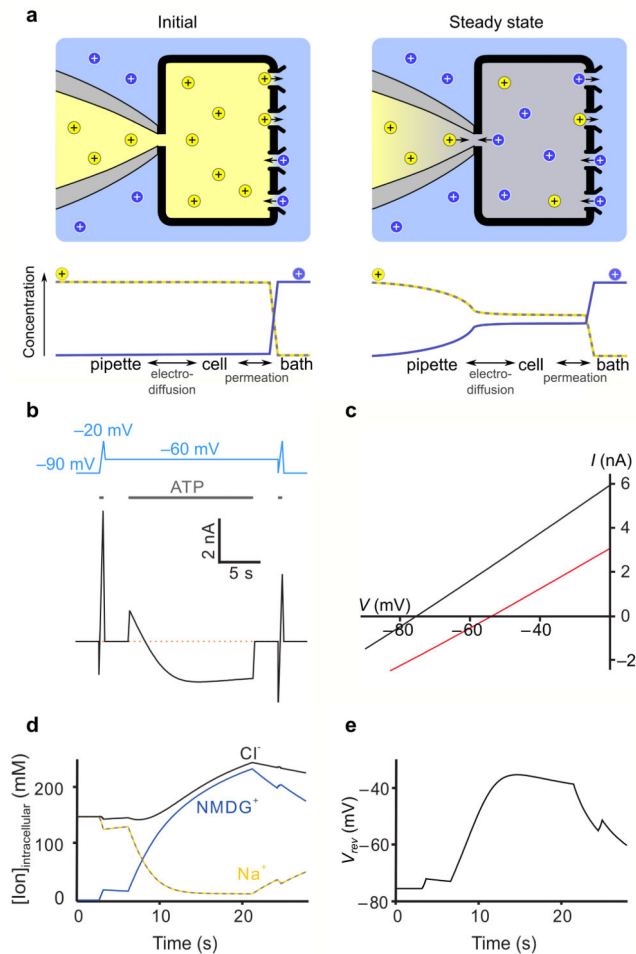 a
Initial
Steady state
+
Concentration
pipette
electro-
diffusion
cell
permeation
bath
pipette
electro-
diffusion
cell
permeation
bath
b
–20 mV
–90 mV
–60 mV
ATP
2 nA
5 s
c
I (nA)
6
4
2
0
–2
V (mV)
–80
–40
d
[Ion]intracellular (mM)
200
100
0
Cl-
NMDG+
Na+
0
10
20
Time (s)
e
Vrev (mV)
–40
–60
–80
0
10
20
Time (s)